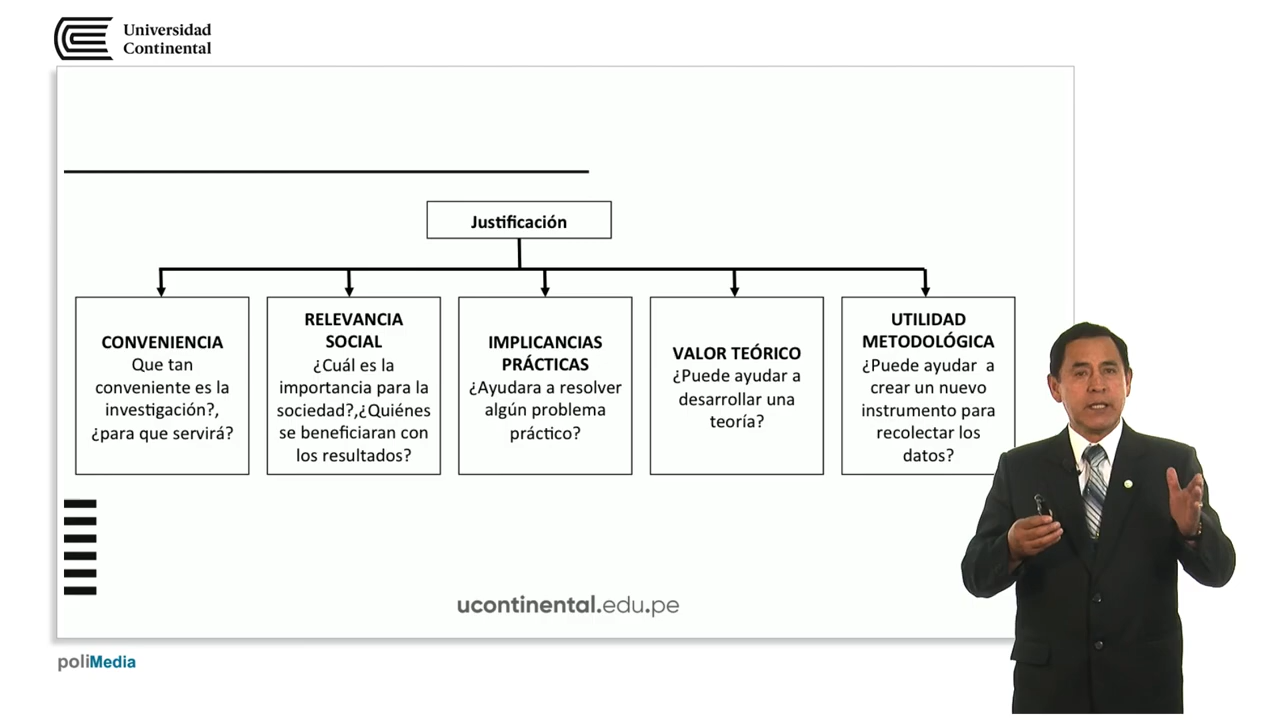 Universidad
Continental
Justificación
CONVENIENCIA
Que tan
conveniente es la
investigación?,
¿para que servirá?
RELEVANCIA
SOCIAL
¿Cuál es la
importancia para la
sociedad?,¿Quiénes
se beneficiaran con
los resultados?
IMPLICANCIAS
PRÁCTICAS
¿Ayudara a resolver
algún problema
práctico?
VALOR TEÓRICO
¿Puede ayudar a
desarrollar una
teoría?
UTILIDAD
METODOLÓGICA
¿Puede ayudar a
crear un nuevo
instrumento para
recolectar los
datos?
ucontinental.edu.pe
poliMedia